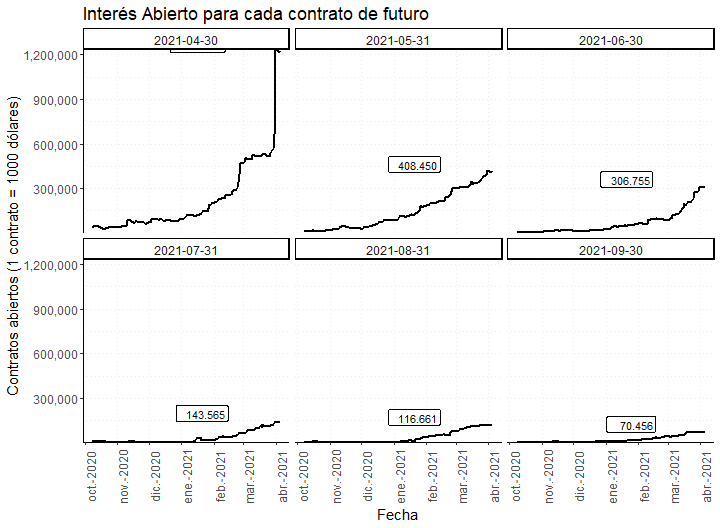 Interés Abierto para cada contrato de futuro
Contratos abiertos (1 contrato = 1000 dólares)
2021-04-30
2021-05-31
2021-06-30
1,200,000
900,000
600,000
300,000
408.450
306.755
2021-07-31
2021-08-31
2021-09-30
1,200,000
900,000
600,000
300,000
143.565
116.661
70.456
oct.-2020
nov.-2020
dic.-2020
ene.-2021
feb.-2021
mar.-2021
abr.-2021
oct.-2020
nov.-2020
dic.-2020
ene.-2021
feb.-2021
mar.-2021
abr.-2021
oct.-2020
nov.-2020
dic.-2020
ene.-2021
feb.-2021
mar.-2021
abr.-2021
Fecha